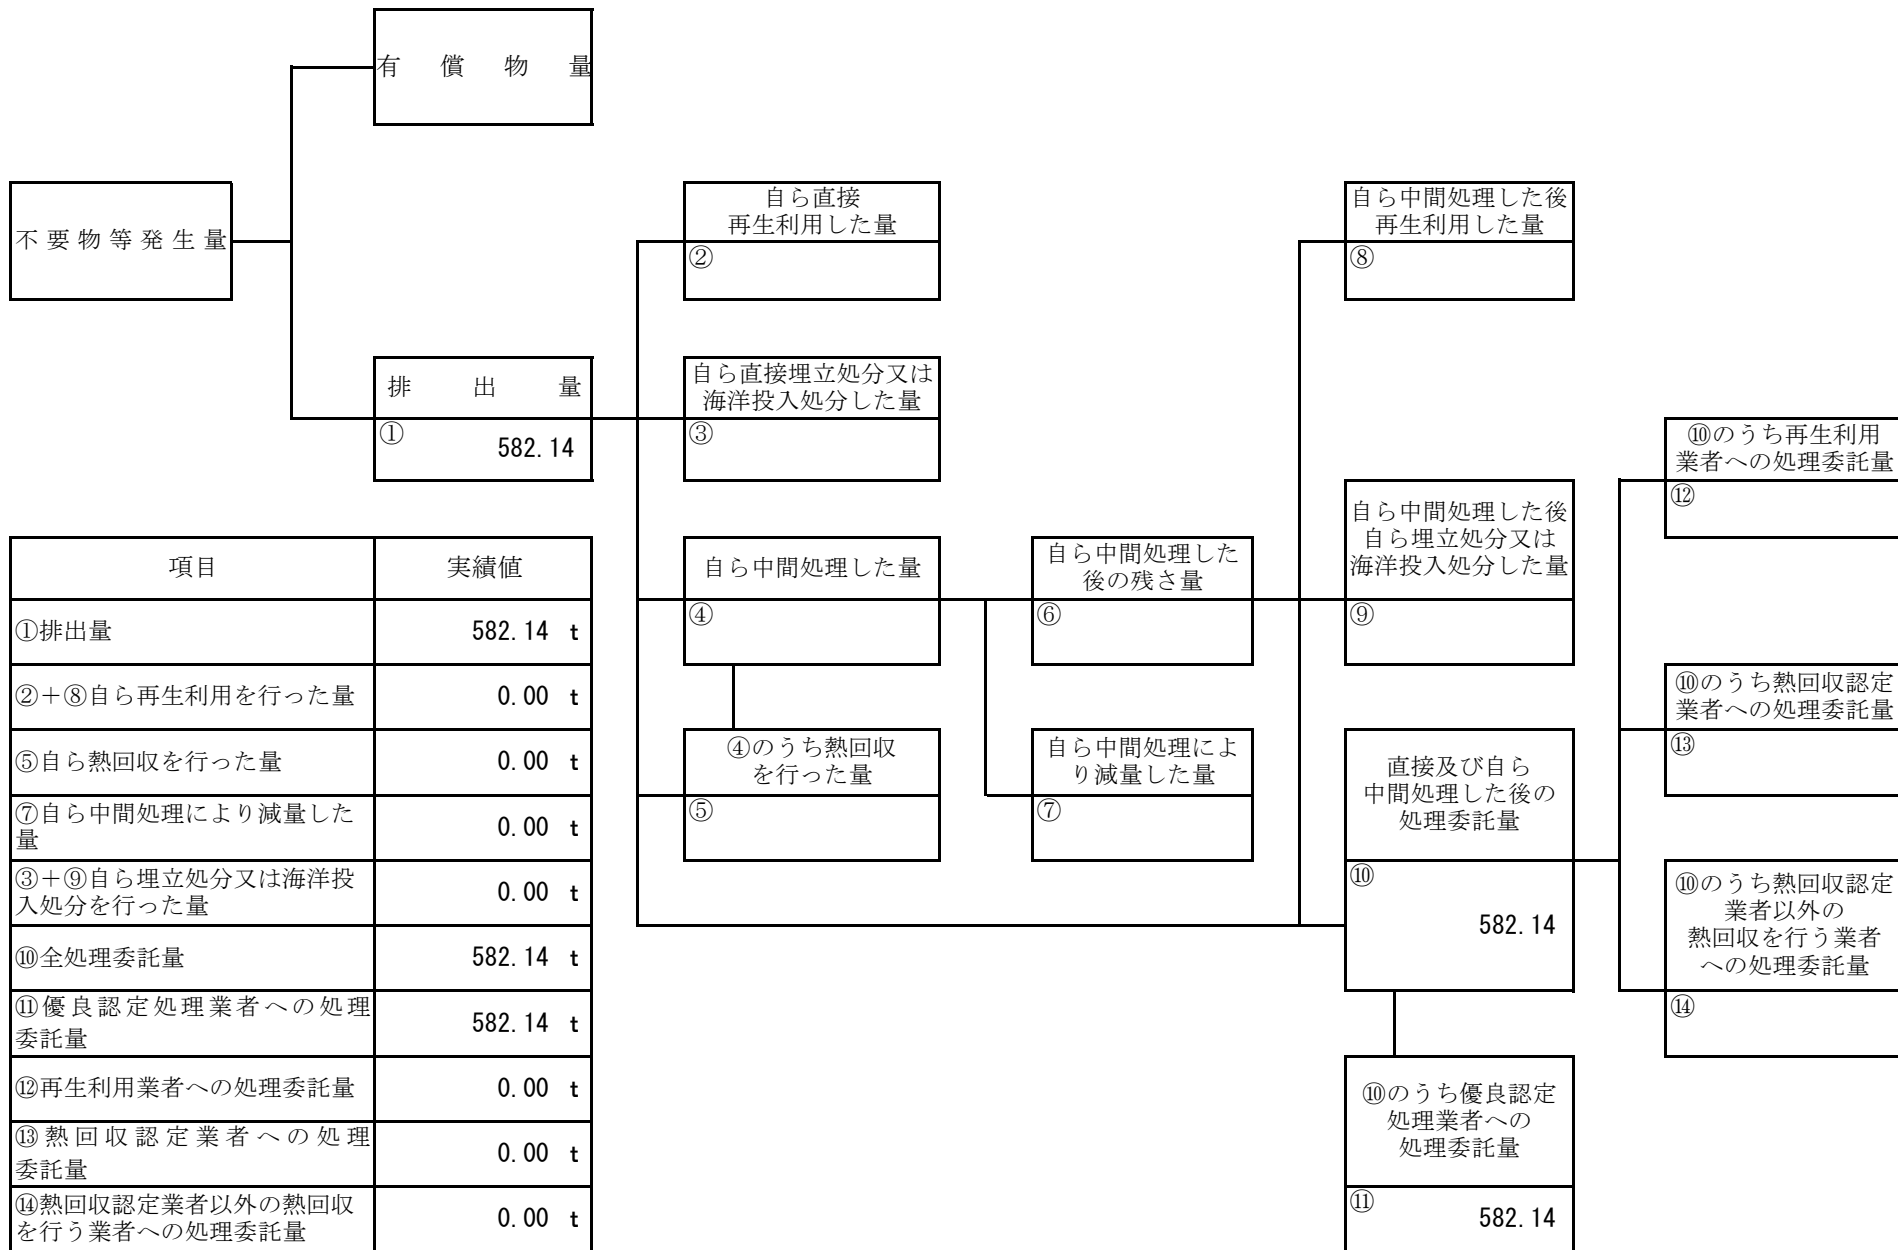 有償物量
不要物等発生量
自ら直接
再生利用した量
②
自ら中間処理した後
再生利用した量
⑧
排出量
①
582.14
自ら直接埋立処分又は
海洋投入処分した量
③
⑩のうち再生利用
業者への処理委託量
⑫
自ら中間処理した後
自ら埋立処分又は
海洋投入処分した量
⑨
自ら中間処理した量
④
自ら中間処理した
後の残さ量
⑥
⑩のうち熱回収認定
業者への処理委託量
⑬
④のうち熱回収
を行った量
⑤
自ら中間処理によ
り減量した量
⑦
直接及び自ら
中間処理した後の
処理委託量
⑩
582.14
⑩のうち熱回収認定
業者以外の
熱回収を行う業者
への処理委託量
⑭
⑩のうち優良認定
処理業者への
処理委託量
⑪
582.14
項目 実績値
①排出量 582.14 t
②+⑧自ら再生利用を行った量 0.00 t
⑤自ら熱回収を行った量 0.00 t
⑦自ら中間処理により減量した
量 0.00 t
③+⑨自ら埋立処分又は海洋投
入処分を行った量 0.00 t
⑩全処理委託量 582.14 t
⑪優良認定処理業者への処理
委託量 582.14 t
⑫再生利用業者への処理委託量 0.00 t
⑬熱回収認定業者への処理
委託量 0.00 t
⑭熱回収認定業者以外の熱回収
を行う業者への処理委託量 0.00 t